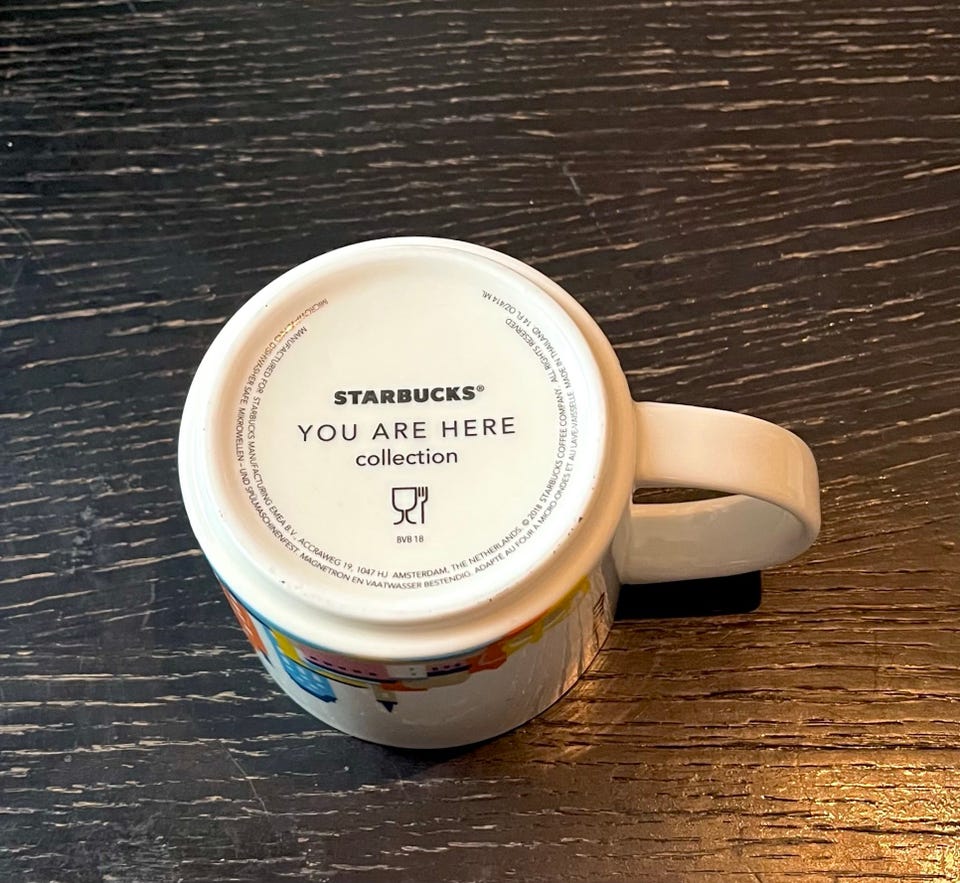 STARBUCKS®
YOU ARE HERE
collection
BVB 18
MANUFACTURED FOR STARBUCKS MANUFACTURING EMEA B.V., ACCRAWEG 19, 1047 HJ AMSTERDAM, THE NETHERLANDS. © 2018 STARBUCKS COFFEE COMPANY. ALL RIGHTS RESERVED
DISHWASHER SAFE. MIKROWELLEN – UND SPÜLMASCHINENFEST. MAGNETRON EN VAATWASSER BESTENDIG. ADAPTÉ AU FOUR À MICRO-ONDES ET AU LAVE-VAISSELLE. MADE IN THAILAND. 14 FL OZ/414 ML